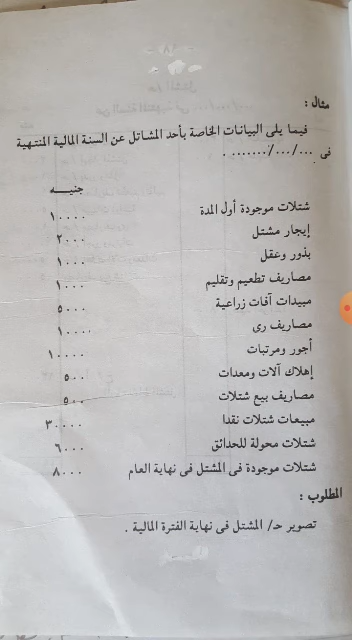 مثال :
فيما يلى البيانات الخاصة بأحد المشاتل عن السنة المالية المنتهية
فى .../.../....... .
جنيــه
شتلات موجودة أول المدة ١٠٠٠٠
إيجار مشتل ٢٠٠٠
بذور وعقل ١٠٠٠
مصاريف تطعيم وتقليم ١٠٠٠
مبيدات آفات زراعية ٥٠٠٠
مصاريف رى
أجور ومرتبات ١٠٠٠٠
إهلاك آلات ومعدات ٥٠٠
مصاريف بيع شتلات ٥٠٠
مبيعات شتلات نقدا ٣٠٠٠٠
شتلات محولة للحدائق ٦٠٠٠
شتلات موجودة فى المشتل فى نهاية العام ٨٠٠٠
المطلوب :
تصوير حـ/ المشتل فى نهاية الفترة المالية .